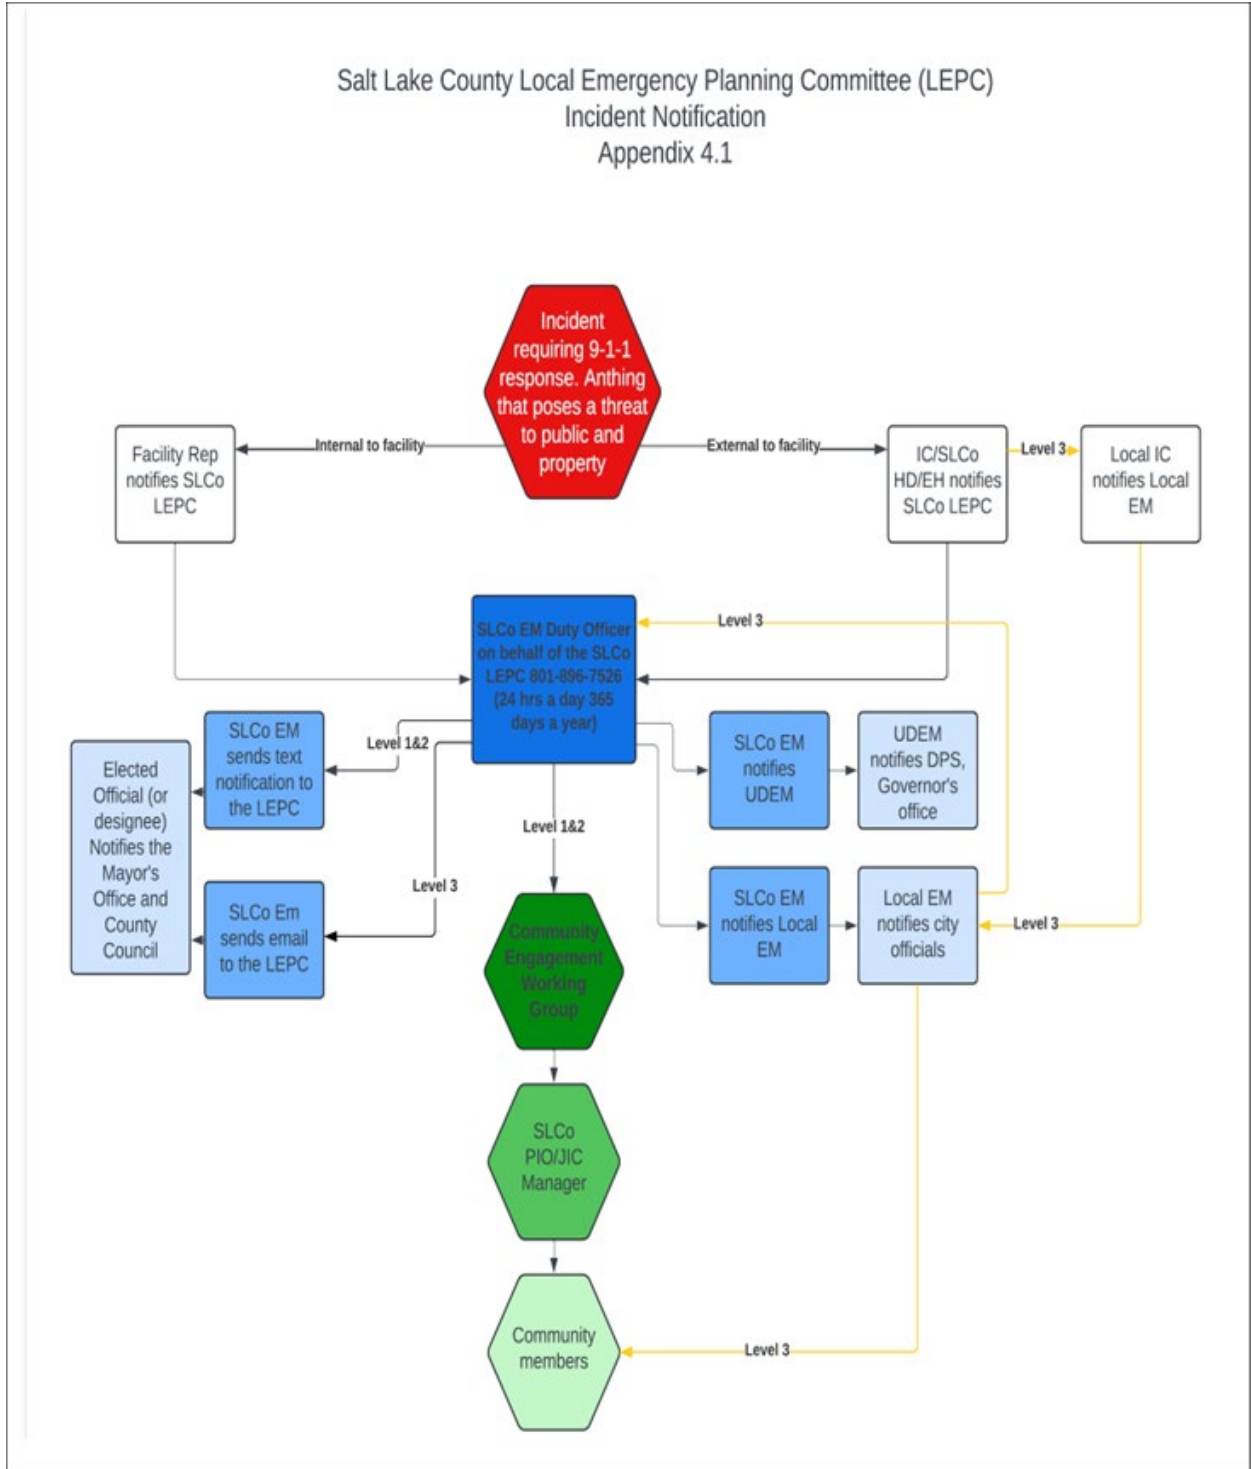 Salt Lake County Local Emergency Planning Committee (LEPC)
Incident Notification
Appendix 4.1
Incident
requiring 9-1-1
response. Anthing
that poses a threat
to public and
property
Internal to facility
External to facility
Facility Rep
notifies SLCo
LEPC
IC/SLCo
HD/EH notifies
SLCo LEPC
Level 3
Local IC
notifies Local
EM
SLCo EM Duty Officer
on behalf of the SLCo
LEPC 801-896-7526
(24 hrs a day 365
days a year)
Level 3
Level 1&2
SLCo EM
sends text
notification to
the LEPC
Elected
Official (or
designee)
Notifies the
Mayor's
Office and
County
Council
Level 3
SLCo Em
sends email
to the LEPC
Level 1&2
SLCo EM
notifies
UDEM
UDEM
notifies DPS,
Governor's
office
SLCo EM
notifies Local
EM
Local EM
notifies city
officials
Level 3
Community
Engagement
Working
Group
SLCo
PIO/JIC
Manager
Community
members
Level 3